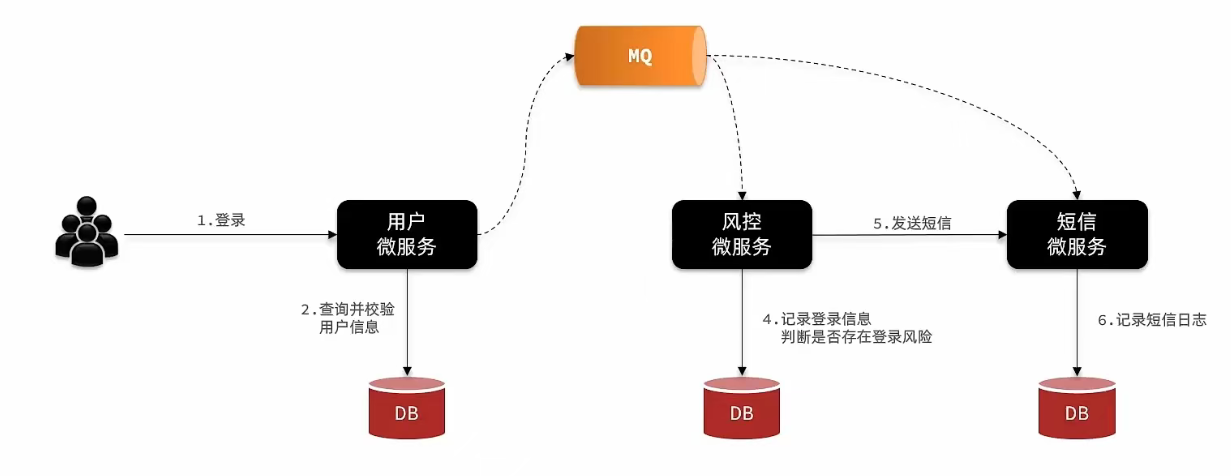 MQ
1.登录
用户
微服务
风控
微服务
5.发送短信
短信
微服务
2.查询并校验
用户信息
4.记录登录信息
判断是否存在登录风险
6.记录短信日志
DB
DB
DB